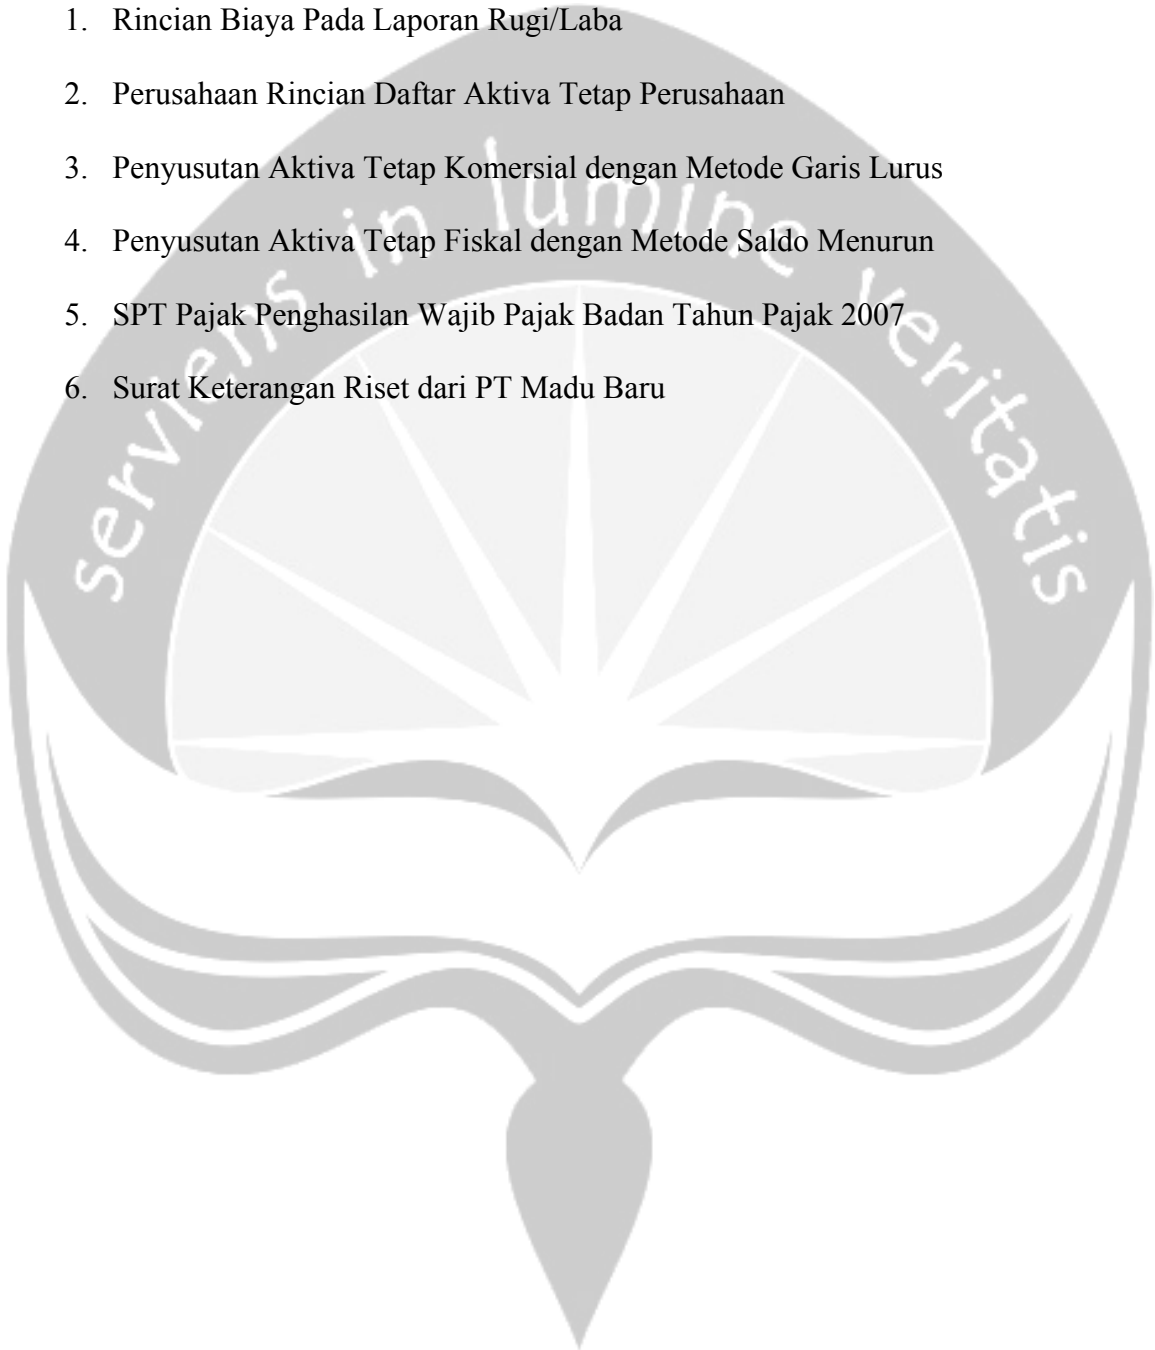 1. Rincian Biaya Pada Laporan Rugi/Laba
2. Perusahaan Rincian Daftar Aktiva Tetap Perusahaan
3. Penyusutan Aktiva Tetap Komersial dengan Metode Garis Lurus
4. Penyusutan Aktiva Tetap Fiskal dengan Metode Saldo Menurun
5. SPT Pajak Penghasilan Wajib Pajak Badan Tahun Pajak 2007
6. Surat Keterangan Riset dari PT Madu Baru
serviens in lumine veritatis